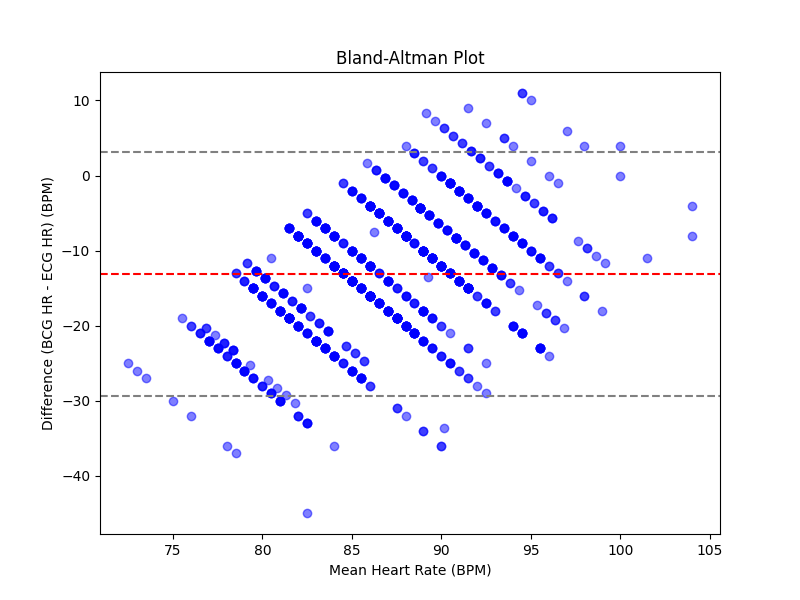 Bland-Altman Plot
Difference (BCG HR - ECG HR) (BPM)
10
0
−10
−20
−30
−40
75 80 85 90 95 100 105
Mean Heart Rate (BPM)